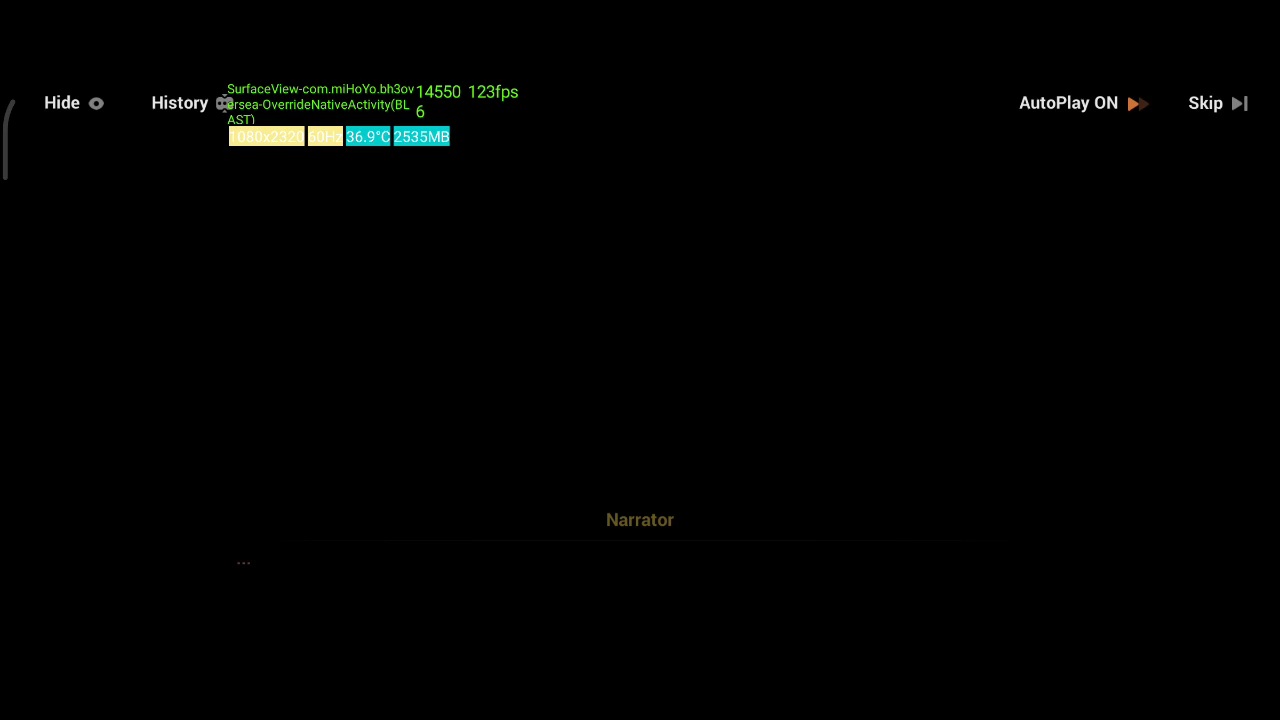 Hide
History
SurfaceView-com.miHoYo.bh3ov
ersea-OverrideNativeActivity(BL
AST)
14550 123fps
6
1080x2320 60Hz 36.9°C 2535MB
AutoPlay ON
Skip
Narrator
...